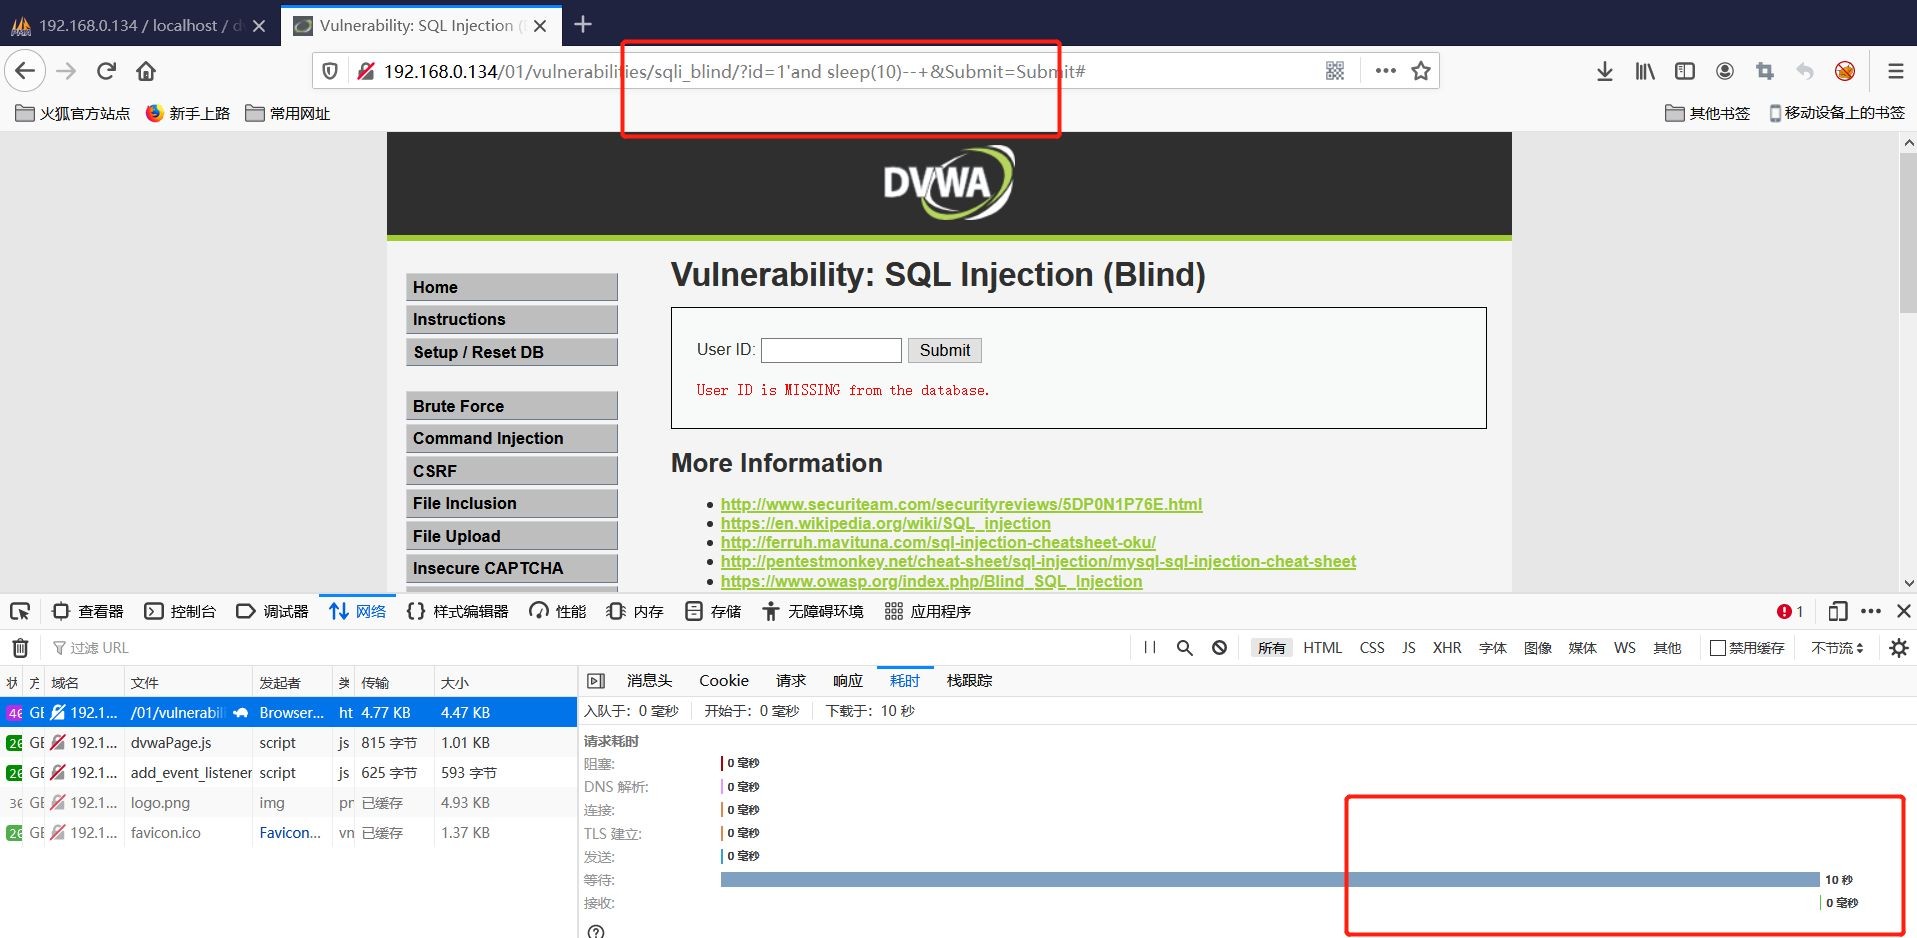 192.168.0.134 / localhost / d
Vulnerability: SQL Injection (
192.168.0.134/01/vulnerabilities/sqli_blind/?id=1'and sleep(10)--+&Submit=Submit#
火狐官方站点 新手上路 常用网址 其他书签 移动设备上的书签
DVWA
Vulnerability: SQL Injection (Blind)
Home
Instructions
Setup / Reset DB
Brute Force
Command Injection
CSRF
File Inclusion
File Upload
Insecure CAPTCHA
User ID: Submit
User ID is MISSING from the database.
More Information
http://www.securiteam.com/securityreviews/5DP0N1P76E.html
https://en.wikipedia.org/wiki/SQL_injection
http://ferruh.mavituna.com/sql-injection-cheatsheet-oku/
http://pentestmonkey.net/cheat-sheet/sql-injection/mysql-sql-injection-cheat-sheet
https://www.owasp.org/index.php/Blind_SQL_Injection
查看器 控制台 调试器 网络 样式编辑器 性能 内存 存储 无障碍环境 应用程序 1
过滤 URL 所有 HTML CSS JS XHR 字体 图像 媒体 WS 其他 禁用缓存 不节流
状 方 域名 文件 发起者 类 传输 大小
40 GE 192.1... /01/vulnerabil Browser... ht 4.77 KB 4.47 KB
20 GE 192.1... dvwaPage.js script js 815 字节 1.01 KB
20 GE 192.1... add_event_listener script js 625 字节 593 字节
30 GE 192.1... logo.png img pn 已缓存 4.93 KB
20 GE 192.1... favicon.ico Favicon... vn 已缓存 1.37 KB
消息头 Cookie 请求 响应 耗时 栈跟踪
入队于: 0 毫秒 开始于: 0 毫秒 下载于: 10 秒
请求耗时
阻塞: 0 毫秒
DNS 解析: 0 毫秒
连接: 0 毫秒
TLS 建立: 0 毫秒
发送: 0 毫秒
等待: 10 秒
接收: 0 毫秒